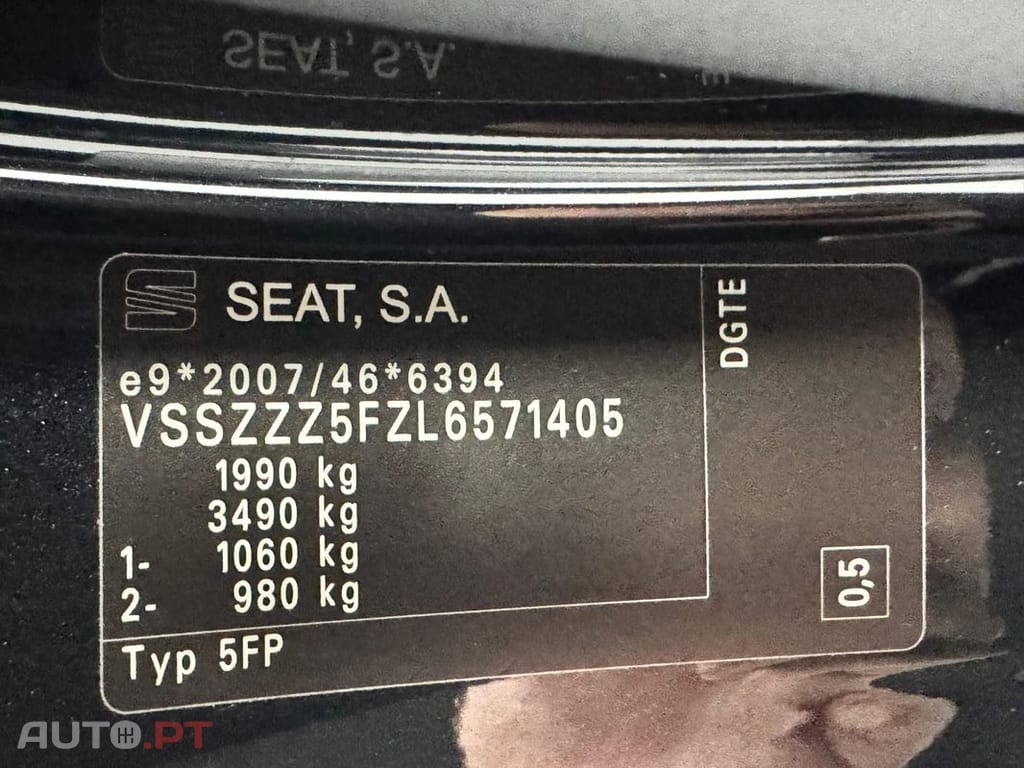 SEAT, S.A.
SEAT, S.A.
DGTE
e9*2007/46*6394
VSSZZZ5FZL6571405
1990 kg
3490 kg
1- 1060 kg
2- 980 kg
0,5
Typ 5FP
AUTO.PT